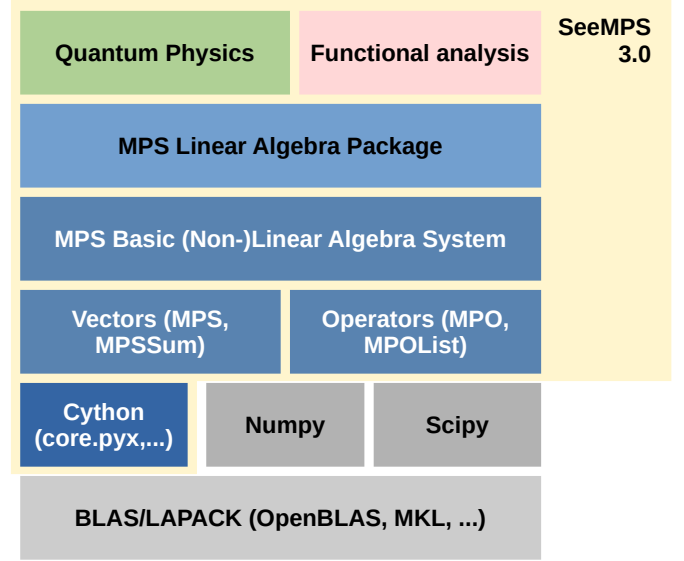 Quantum Physics
Functional analysis
SeeMPS
3.0
MPS Linear Algebra Package
MPS Basic (Non-)Linear Algebra System
Vectors (MPS,
MPSSum)
Operators (MPO,
MPOList)
Cython
(core.pyx,...)
Numpy
Scipy
BLAS/LAPACK (OpenBLAS, MKL, ...)